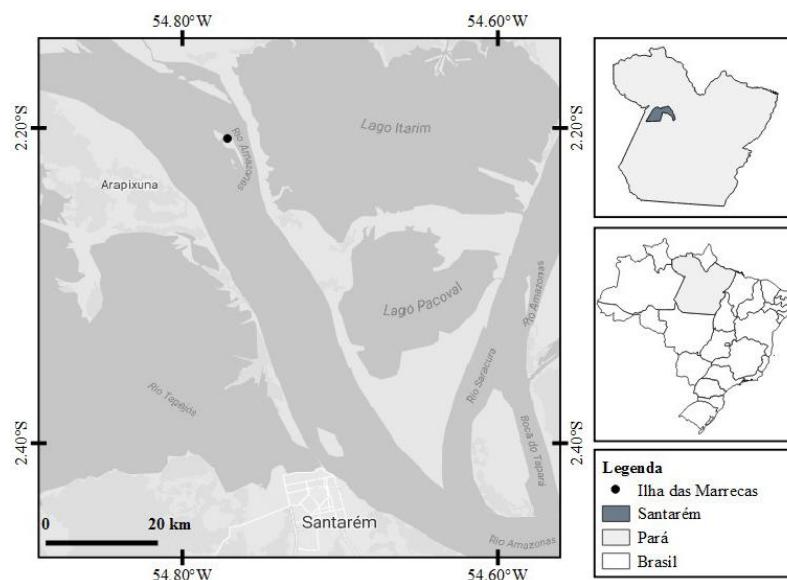 54.80°W
54.60°W
2.20°S
2.20°S
Lago Itarim
Rio Amazonas
Arapixuna
Lago Pacoval
Rio Amazonas
Rio Saracura
Rio Tapajós
Boca do Tapará
2.40°S
2.40°S
0
20 km
Santarém
Rio Amazonas
54.80°W
54.60°W
Legenda
Ilha das Marrecas
Santarém
Pará
Brasil